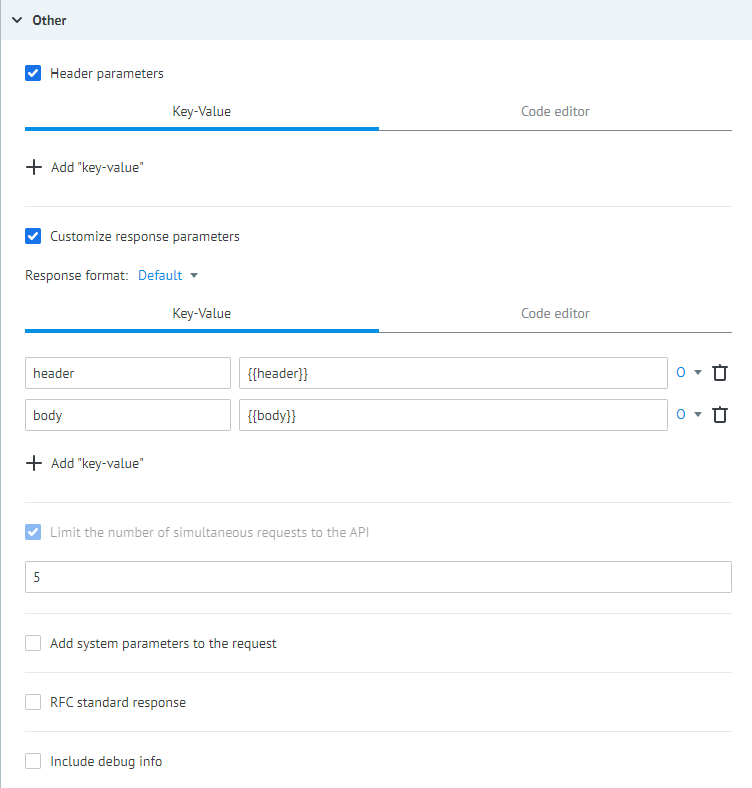 Other
Header parameters
Key-Value Code editor
Add "key-value"
Customize response parameters
Response format: Default
Key-Value Code editor
header {{header}} O
body {{body}} O
Add "key-value"
Limit the number of simultaneous requests to the API
5
Add system parameters to the request
RFC standard response
Include debug info